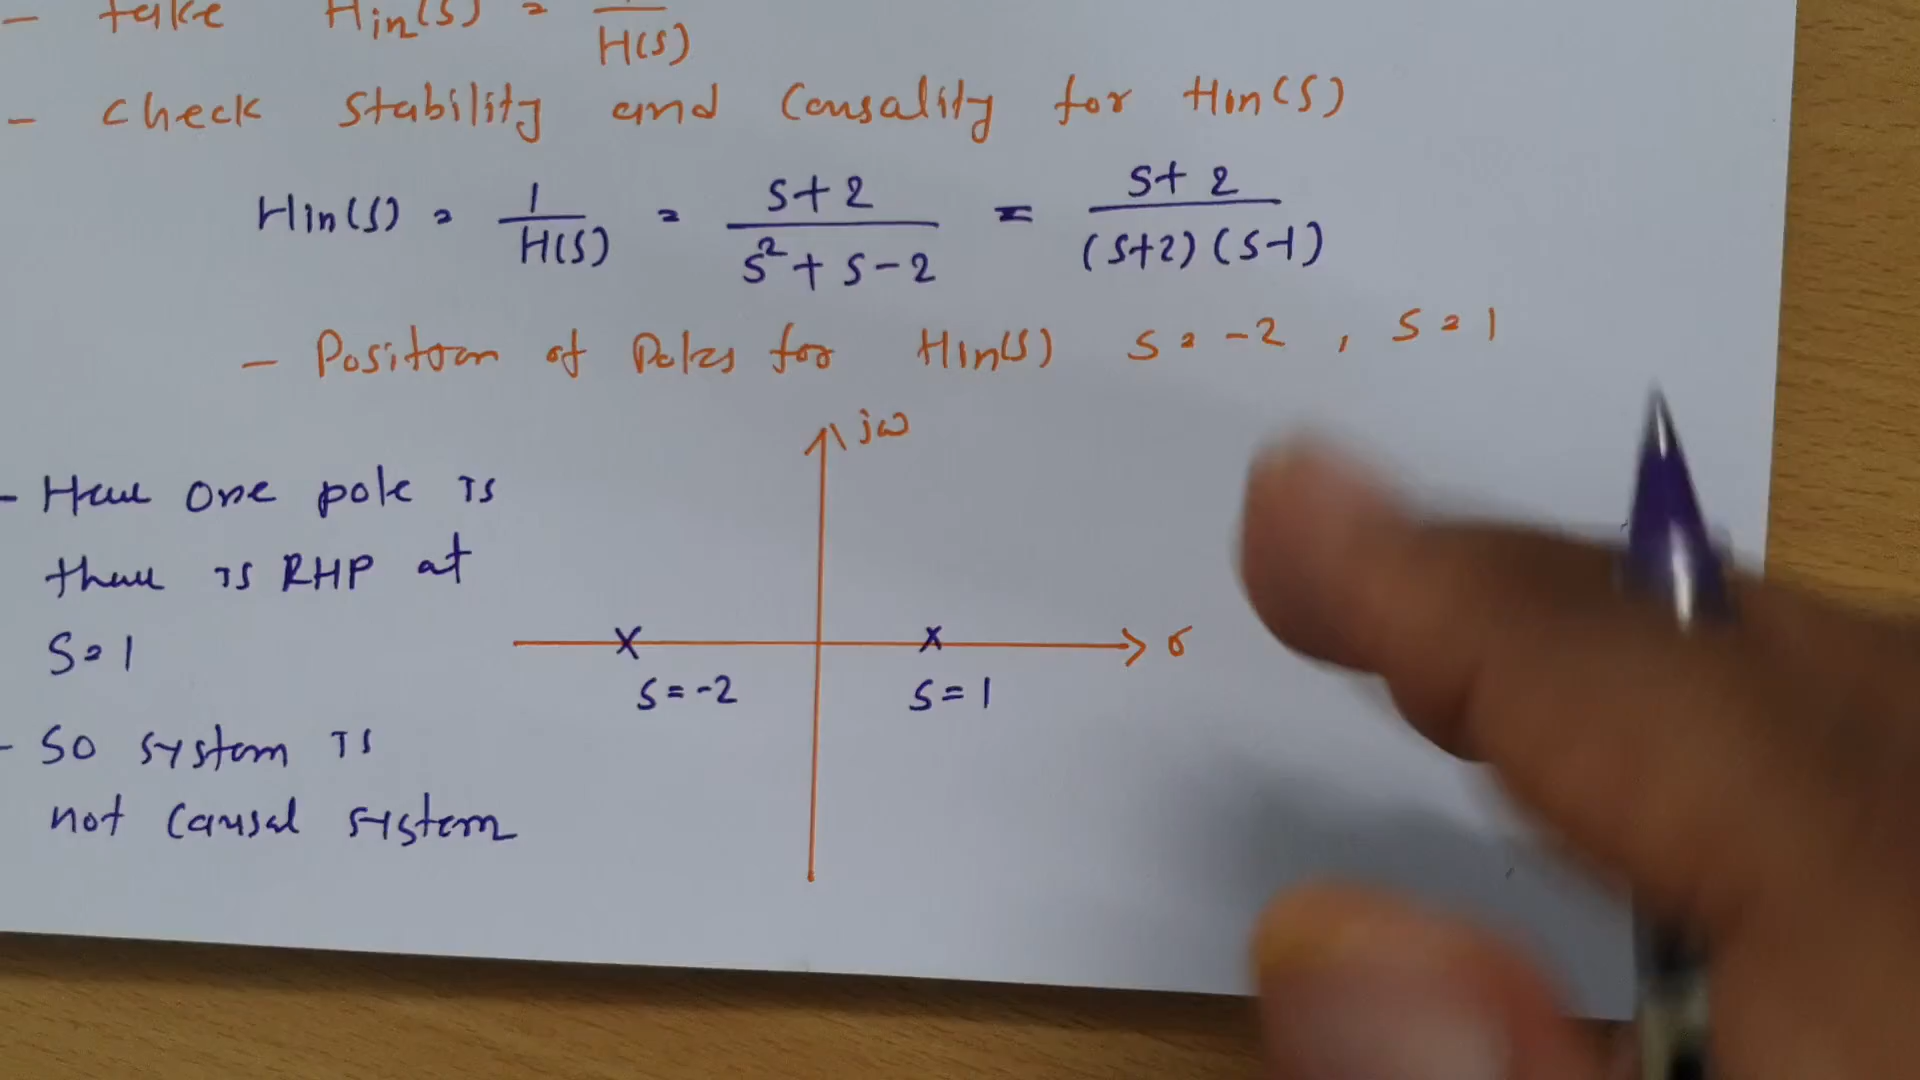 - take Hin(s) = 1/H(s)
- check stability and Causality for Hin(s)
Hin(s) = 1/H(s) = s+2/s²+s-2 = s+2/(s+2)(s-1)
- Position of Poles for Hin(s) s = -2 , s = 1
jω
- Here one pole is
there is RHP at
s=1
σ
s = -2
s = 1
- So system is
not causal system